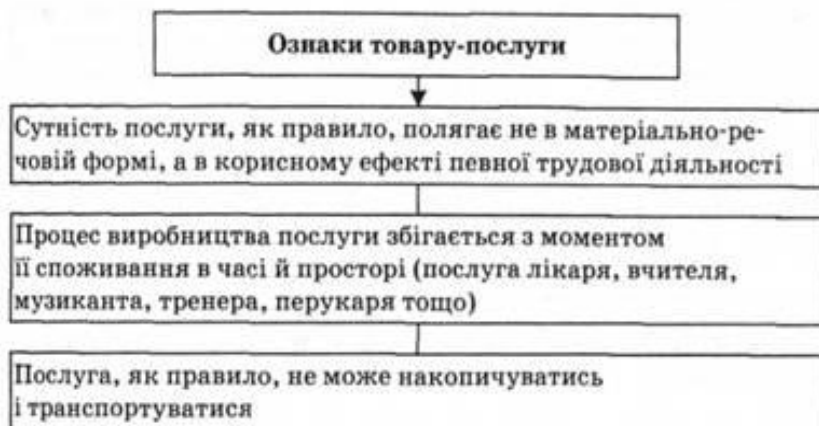 Ознаки товару-послуги
Сутність послуги, як правило, полягає не в матеріально-ре-
човій формі, а в корисному ефекті певної трудової діяльності
Процес виробництва послуги збігається з моментом
її споживання в часі й просторі (послуга лікаря, вчителя,
музиканта, тренера, перукаря тощо)
Послуга, як правило, не може накопичуватись
і транспортуватися